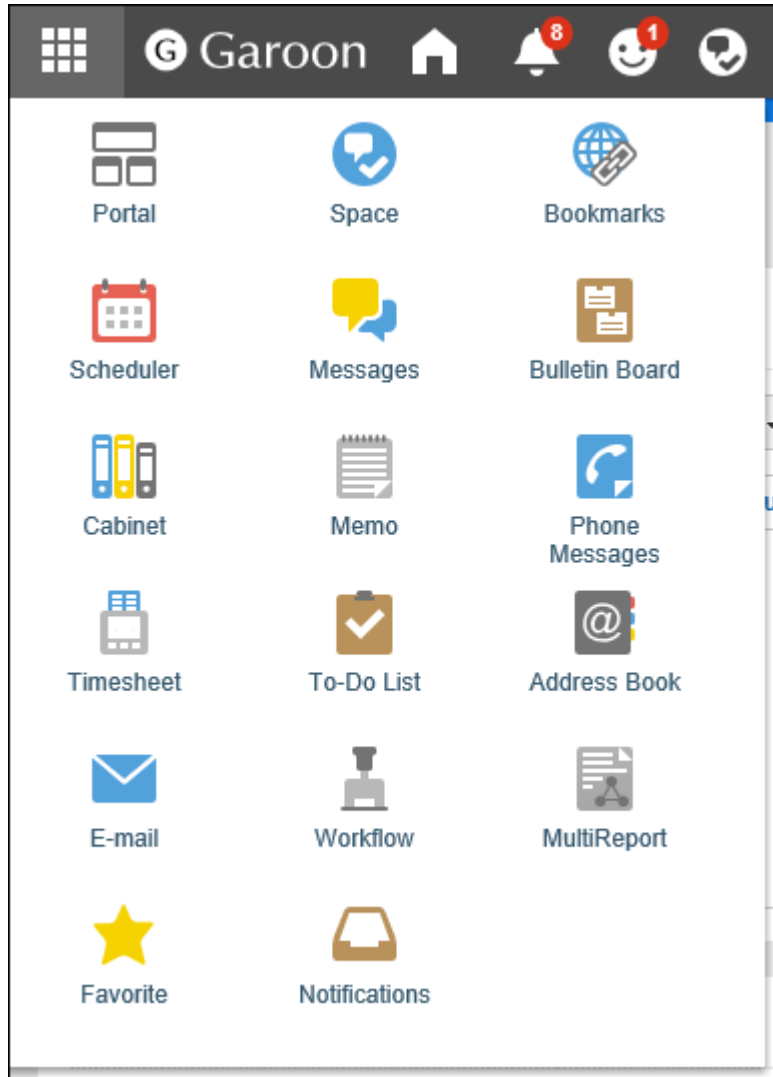 G Garoon 8 1
Portal Space Bookmarks
Scheduler Messages Bulletin Board
Cabinet Memo Phone
Messages
Timesheet To-Do List @ Address Book
E-mail Workflow MultiReport
Favorite Notifications